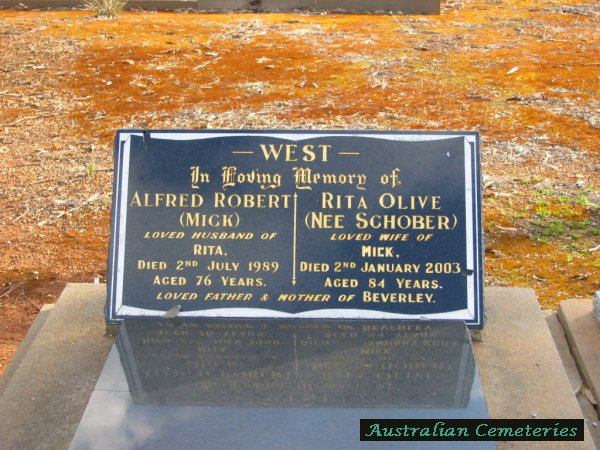 — WEST —
In Loving Memory of
ALFRED ROBERT
(MICK)
LOVED HUSBAND OF
RITA,
DIED 2ND JULY 1989
AGED 76 YEARS.
RITA OLIVE
(NEE SCHOBER)
LOVED WIFE OF
MICK,
DIED 2ND JANUARY 2003
AGED 84 YEARS.
LOVED FATHER & MOTHER OF BEVERLEY.
Australian Cemeteries